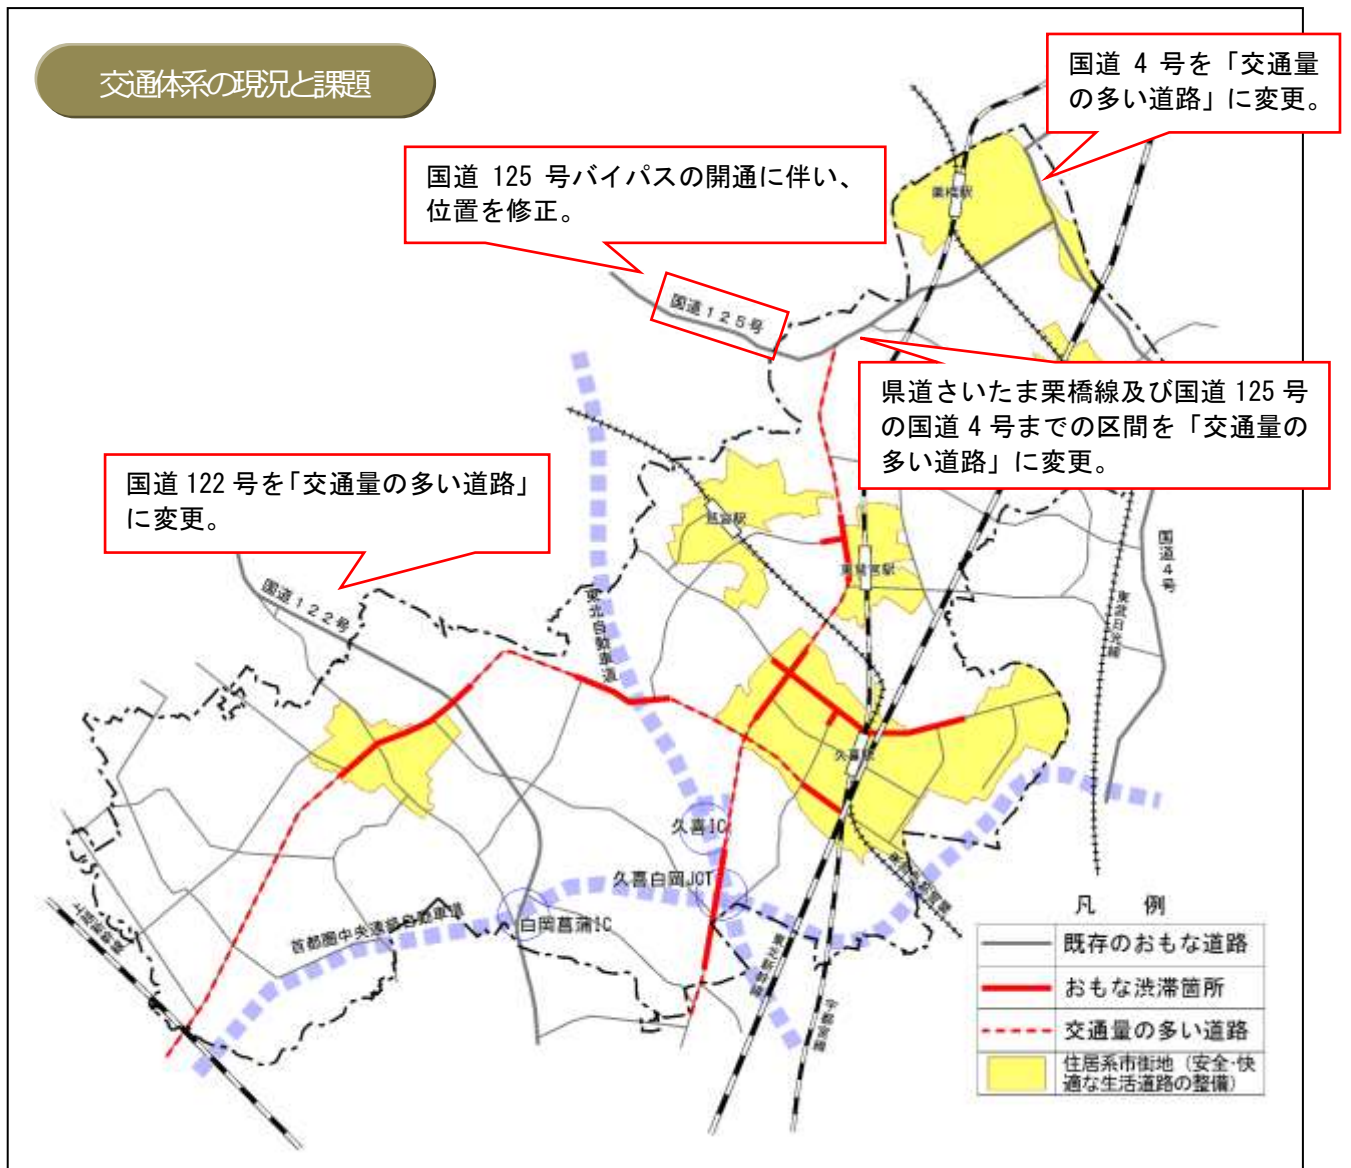 交通体系の現況と課題
国道 4 号を「交通量
の多い道路」に変更。
国道 125 号バイパスの開通に伴い、
位置を修正。
栗橋駅
国道125号
県道さいたま栗橋線及び国道 125 号
の国道 4 号までの区間を「交通量の
多い道路」に変更。
国道 122 号を「交通量の多い道路」
に変更。
鷲宮駅
東鷲宮駅
国道4号
東武日光線
国道122号
東北自動車道
久喜駅
久喜IC
久喜白岡JCT
白岡菖蒲IC
首都圏中央連絡自動車道
東北新幹線
宇都宮線
凡 例
既存のおもな道路
おもな渋滞箇所
交通量の多い道路
住居系市街地（安全・快
適な生活道路の整備）